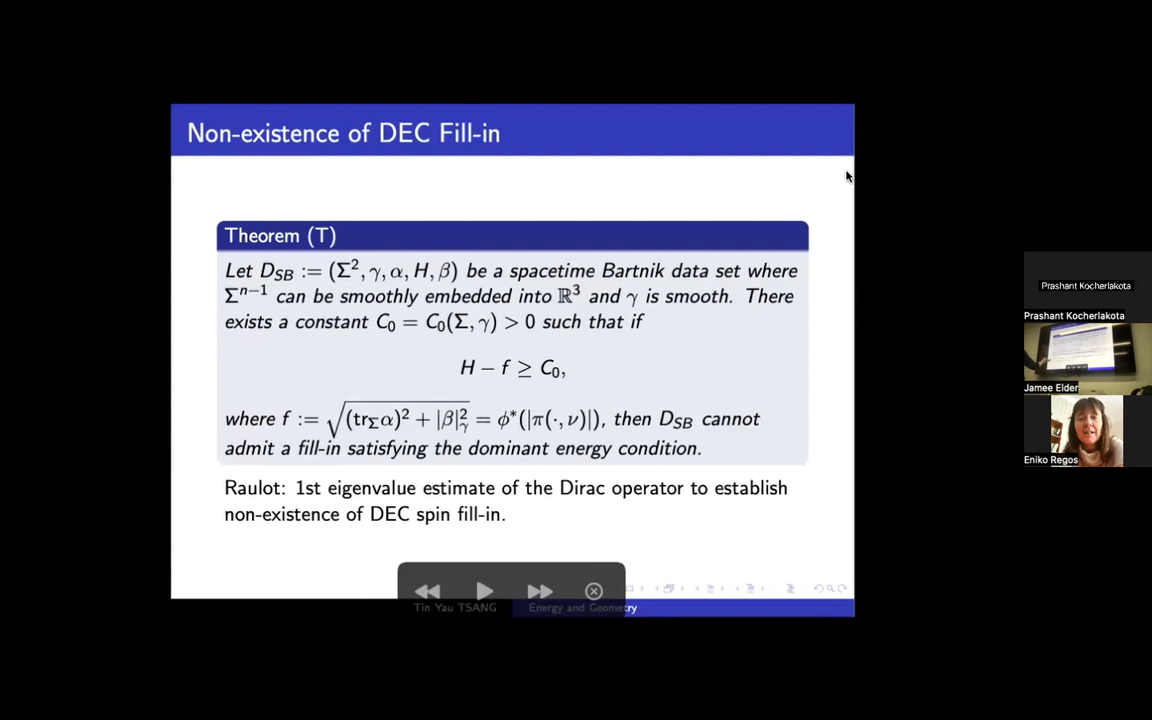 Non-existence of DEC Fill-in
Theorem (T)
Let D_SB := (Σ², γ, α, H, β) be a spacetime Bartnik data set where
Σⁿ⁻¹ can be smoothly embedded into ℝ³ and γ is smooth. There
exists a constant C₀ = C₀(Σ, γ) > 0 such that if
H − f ≥ C₀,
where f := √((tr_Σ α)² + |β|²_γ) = ϕ*(|π(·, ν)|), then D_SB cannot
admit a fill-in satisfying the dominant energy condition.
Raulot: 1st eigenvalue estimate of the Dirac operator to establish
non-existence of DEC spin fill-in.
Tin Yau TSANG Energy and Geometry
Prashant Kocherlakota
Prashant Kocherlakota
Jamee Elder
Eniko Regos